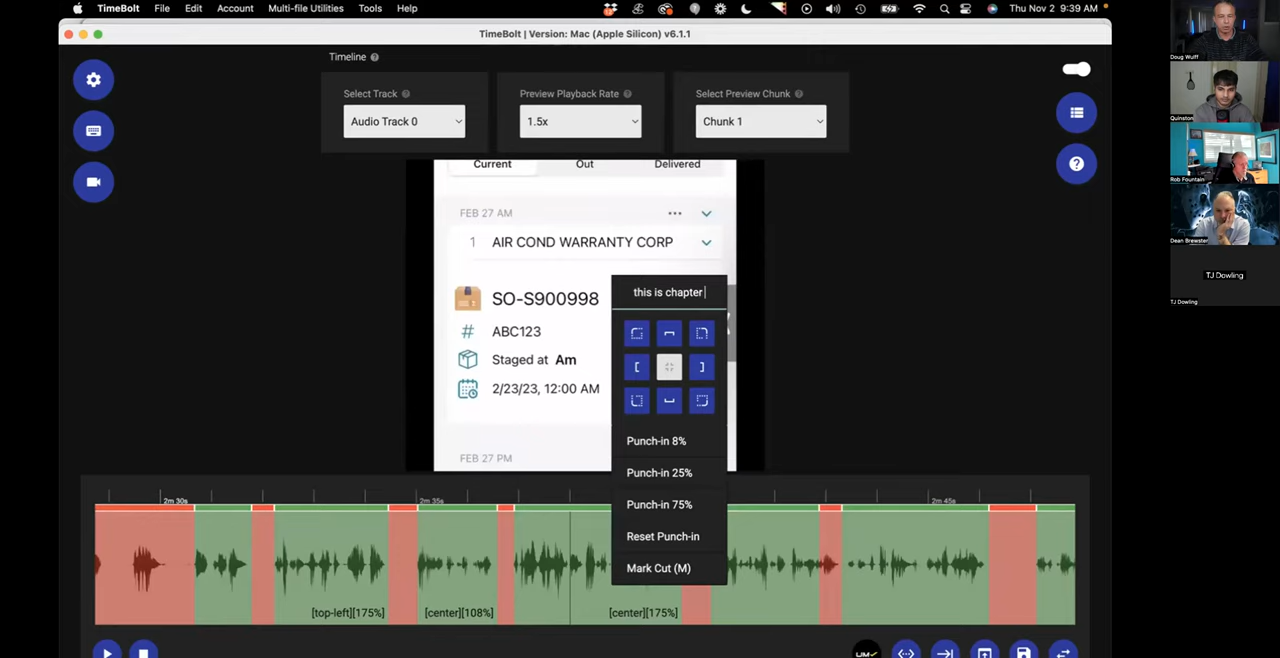 TimeBolt File Edit Account Multi-file Utilities Tools Help Thu Nov 2 9:39 AM
TimeBolt | Version: Mac (Apple Silicon) v6.1.1
Timeline
Select Track
Audio Track 0
Preview Playback Rate
1.5x
Select Preview Chunk
Chunk 1
Current Out Delivered
FEB 27 AM
1 AIR COND WARRANTY CORP
SO-S900998
# ABC123
Staged at Am
2/23/23, 12:00 AM
FEB 27 PM
this is chapter
Punch-in 8%
Punch-in 25%
Punch-in 75%
Reset Punch-in
Mark Cut (M)
2m 30s 2m 35s 2m 45s
[top-left][175%] [center][108%] [center][175%]
UM
Doug Wulff
Quinston
Rob Fountain
Dean Brewster
TJ Dowling
TJ Dowling